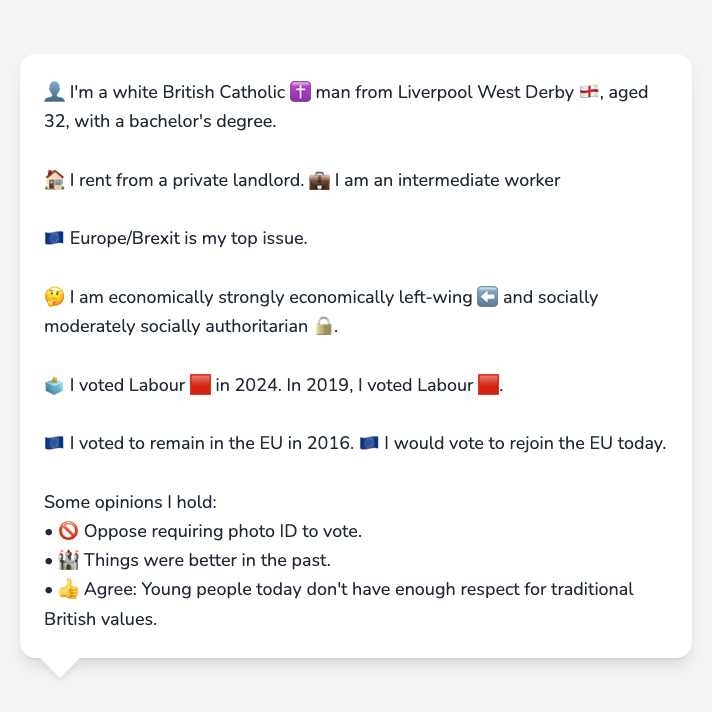 👤 I'm a white British Catholic ✝️ man from Liverpool West Derby 🏴󠁧󠁢󠁥󠁮󠁧󠁿, aged
32, with a bachelor's degree.
🏠 I rent from a private landlord. 💼 I am an intermediate worker
🇪🇺 Europe/Brexit is my top issue.
🤔 I am economically strongly economically left-wing ⬅️ and socially
moderately socially authoritarian 🔒.
🗳️ I voted Labour 🟥 in 2024. In 2019, I voted Labour 🟥.
🇪🇺 I voted to remain in the EU in 2016. 🇪🇺 I would vote to rejoin the EU today.
Some opinions I hold:
• 🚫 Oppose requiring photo ID to vote.
• 🏰 Things were better in the past.
• 👍 Agree: Young people today don't have enough respect for traditional
British values.